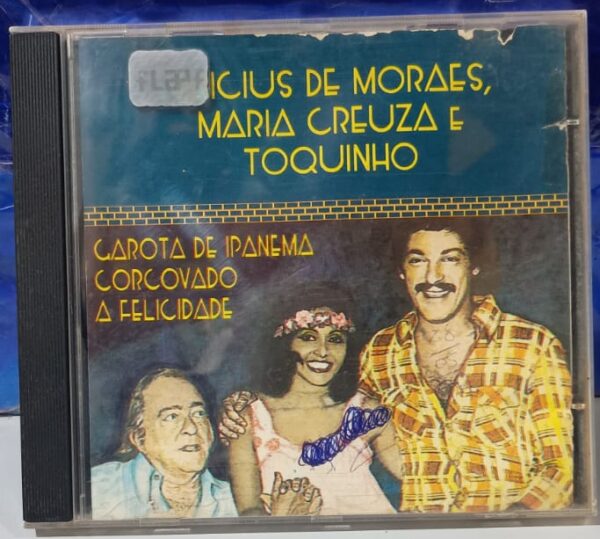 ICIUS DE MORAES,
MARIA CREUZA E
TOQUINHO
GAROTA DE IPANEMA
CORCOVADO
A FELICIDADE